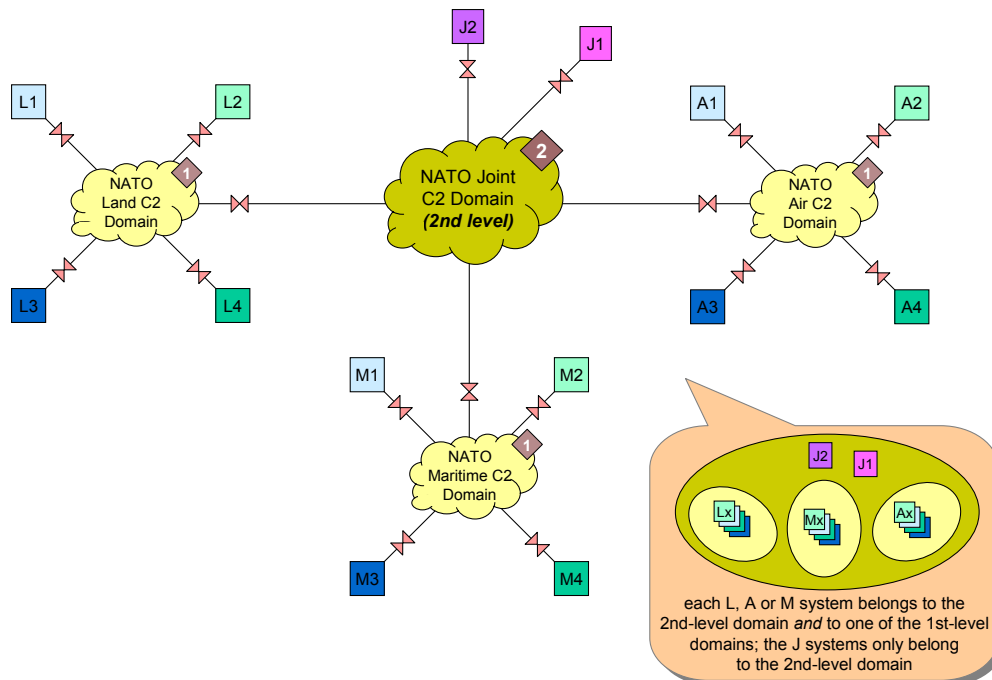 J2
J1
L1
L2
A1
A2
2
NATO Joint
C2 Domain
(2nd level)
1
NATO
Land C2
Domain
1
NATO
Air C2
Domain
L3
L4
A3
A4
M1
M2
1
NATO
Maritime C2
Domain
M3
M4
J2
J1
Lx
Mx
Ax
each L, A or M system belongs to the
2nd-level domain and to one of the 1st-level
domains; the J systems only belong
to the 2nd-level domain